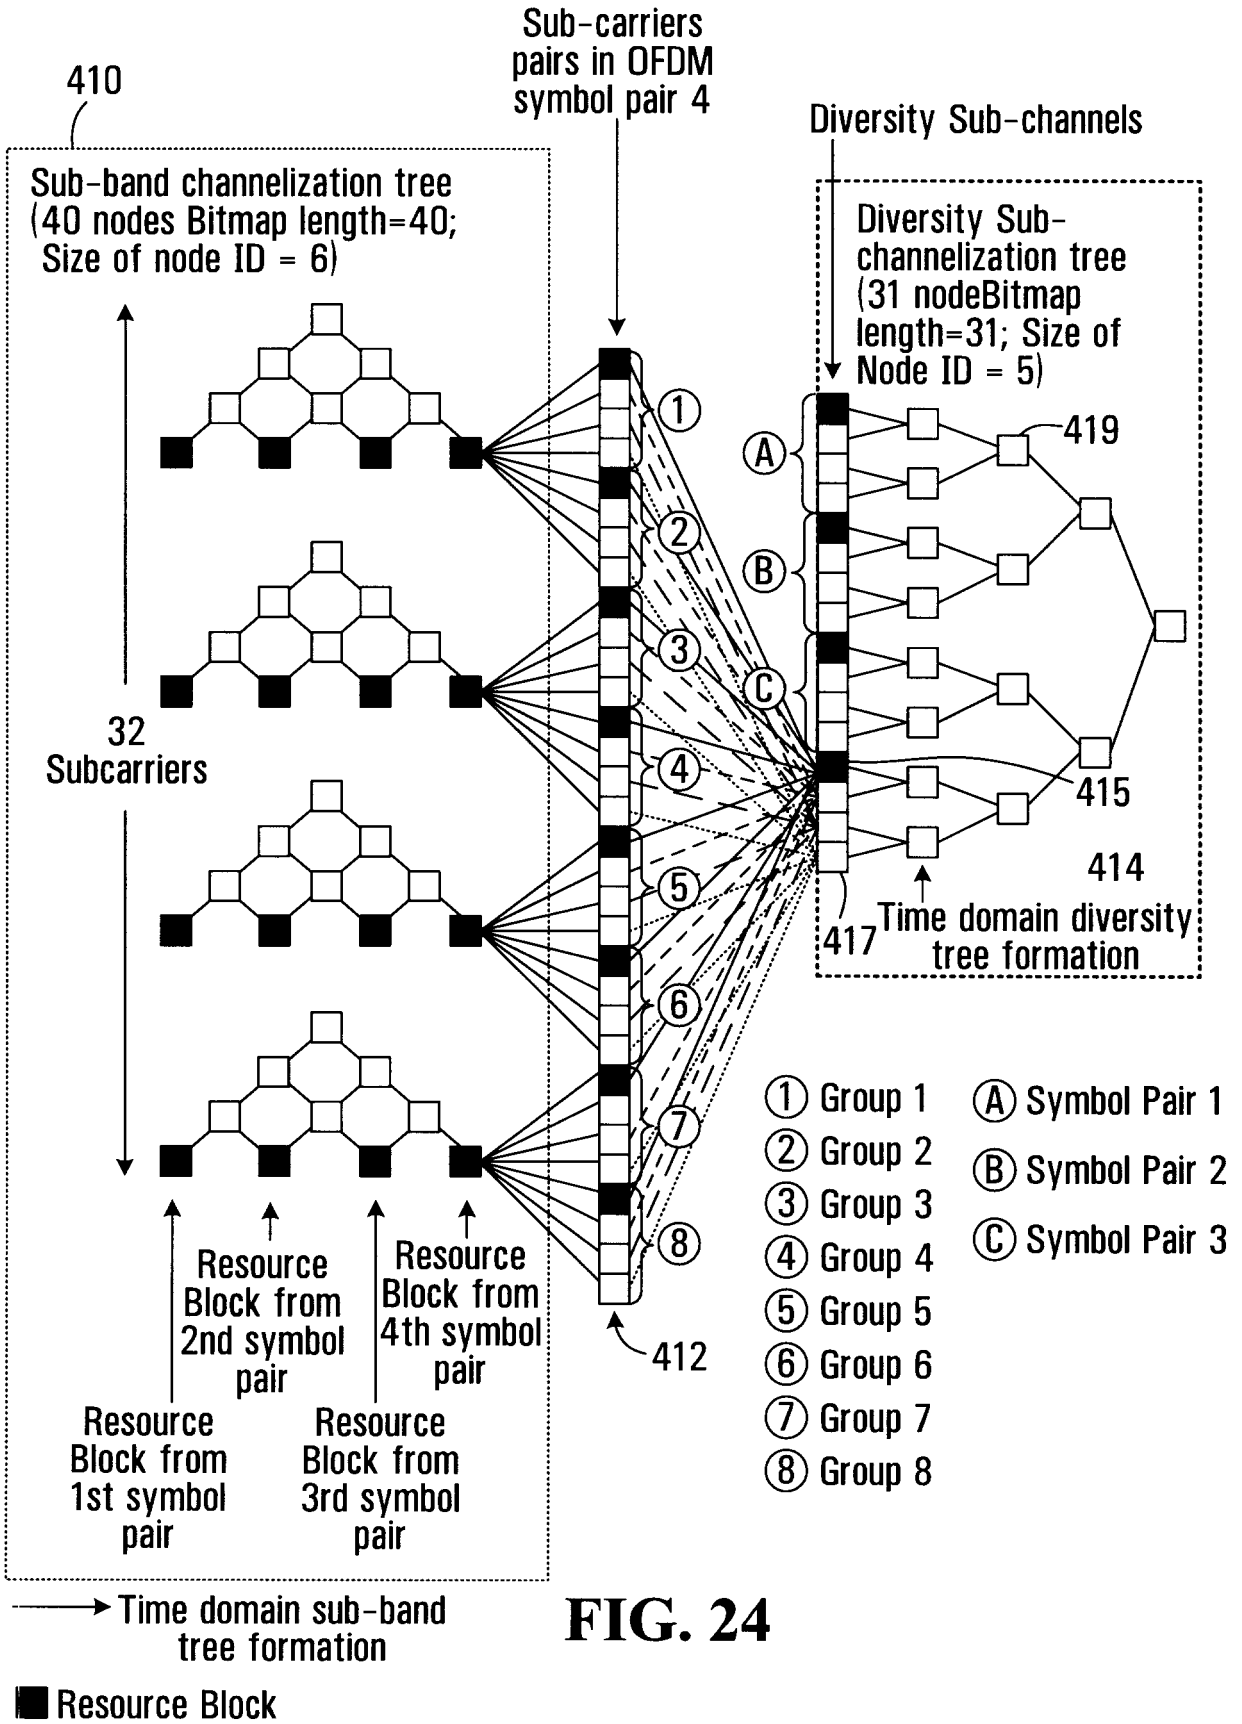 Sub-carriers
pairs in OFDM
symbol pair 4
410
Diversity Sub-channels
Sub-band channelization tree
(40 nodes Bitmap length=40;
Size of node ID = 6)
Diversity Sub-
channelization tree
(31 nodeBitmap
length=31; Size of
Node ID = 5)
32
Subcarriers
1
2
3
4
5
6
7
8
A
B
C
419
415
414
417
Time domain diversity
tree formation
412
Resource
Block from
1st symbol
pair
Resource
Block from
2nd symbol
pair
Resource
Block from
3rd symbol
pair
Resource
Block from
4th symbol
pair
1 Group 1
2 Group 2
3 Group 3
4 Group 4
5 Group 5
6 Group 6
7 Group 7
8 Group 8
A Symbol Pair 1
B Symbol Pair 2
C Symbol Pair 3
Time domain sub-band
tree formation
Resource Block
FIG. 24